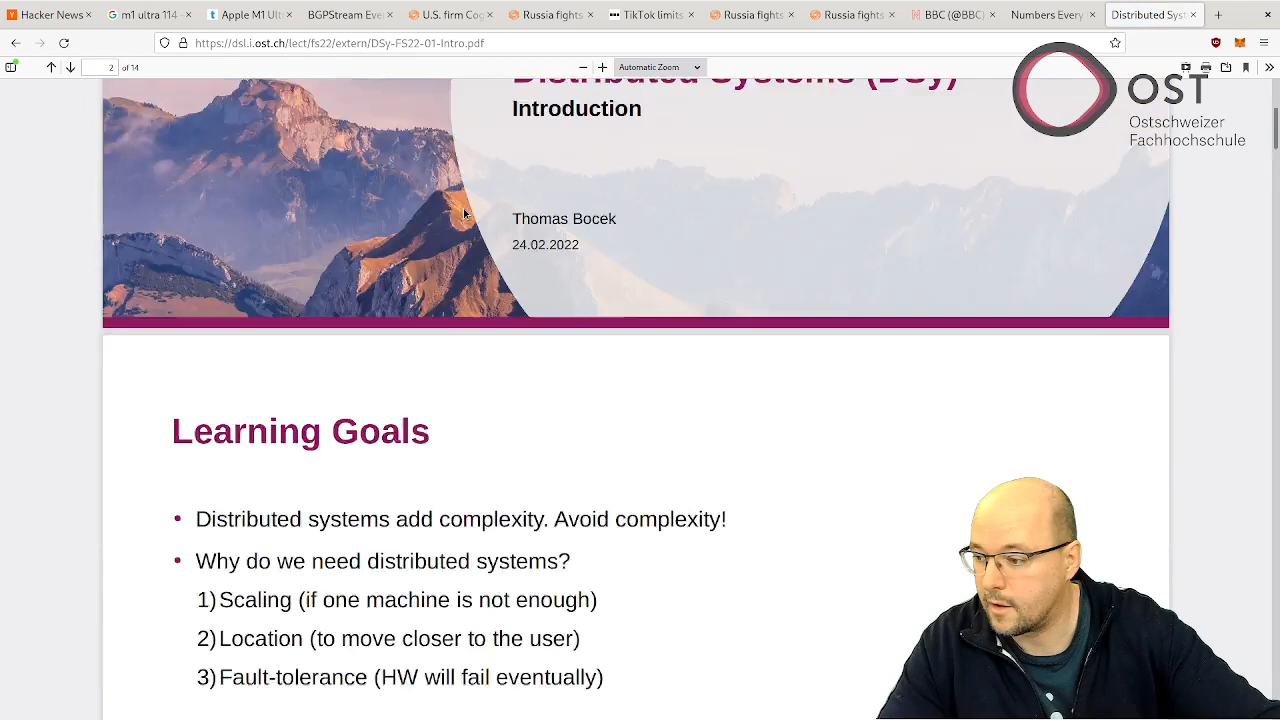 Hacker News
m1 ultra 114
Apple M1 Ult
BGPStream Eve
U.S. firm Cog
Russia fights
TikTok limits
Russia fights
Russia fights
BBC (@BBC)
Numbers Every
Distributed Syst
https://dsl.i.ost.ch/lect/fs22/extern/DSy-FS22-01-Intro.pdf
2 of 14
Automatic Zoom
OST
Ostschweizer
Fachhochschule
Distributed Systems (DSy)
Introduction
Thomas Bocek
24.02.2022
Learning Goals
• Distributed systems add complexity. Avoid complexity!
• Why do we need distributed systems?
1) Scaling (if one machine is not enough)
2) Location (to move closer to the user)
3) Fault-tolerance (HW will fail eventually)